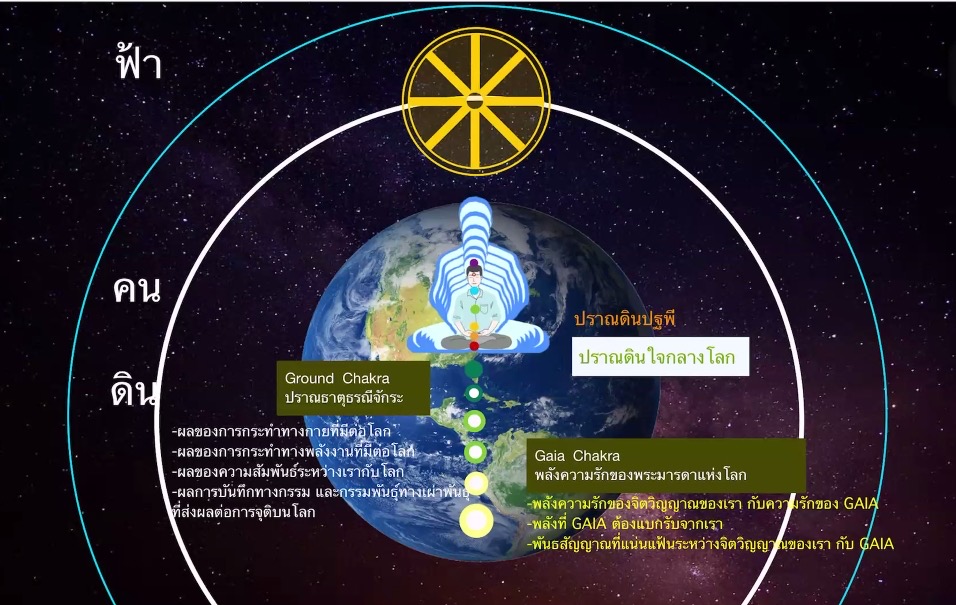 ฟ้า
คน
ดิน
ปราณดินปฐพี
ปราณดินใจกลางโลก
Ground Chakra
ปราณธาตุธรณีจักระ
-ผลของการกระทำทางกายที่มีต่อโลก
-ผลของการกระทำทางพลังงานที่มีต่อโลก
-ผลของความสัมพันธ์ระหว่างเรากับโลก
-ผลการบันทึกทางกรรม และกรรมพันธุ์ทางเผ่าพันธุ์
ที่ส่งผลต่อการจุติบนโลก
Gaia Chakra
พลังความรักของพระมารดาแห่งโลก
-พลังความรักของจิตวิญญาณของเรา กับความรักของ GAIA
-พลังที่ GAIA ต้องแบกรับจากเรา
-พันธสัญญาณที่แน่นแฟ้นระหว่างจิตวิญญาณของเรา กับ GAIA